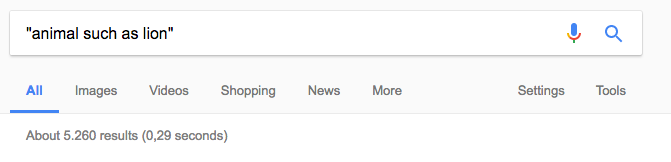 "animal such as lion"
All Images Videos Shopping News More Settings Tools
About 5.260 results (0,29 seconds)